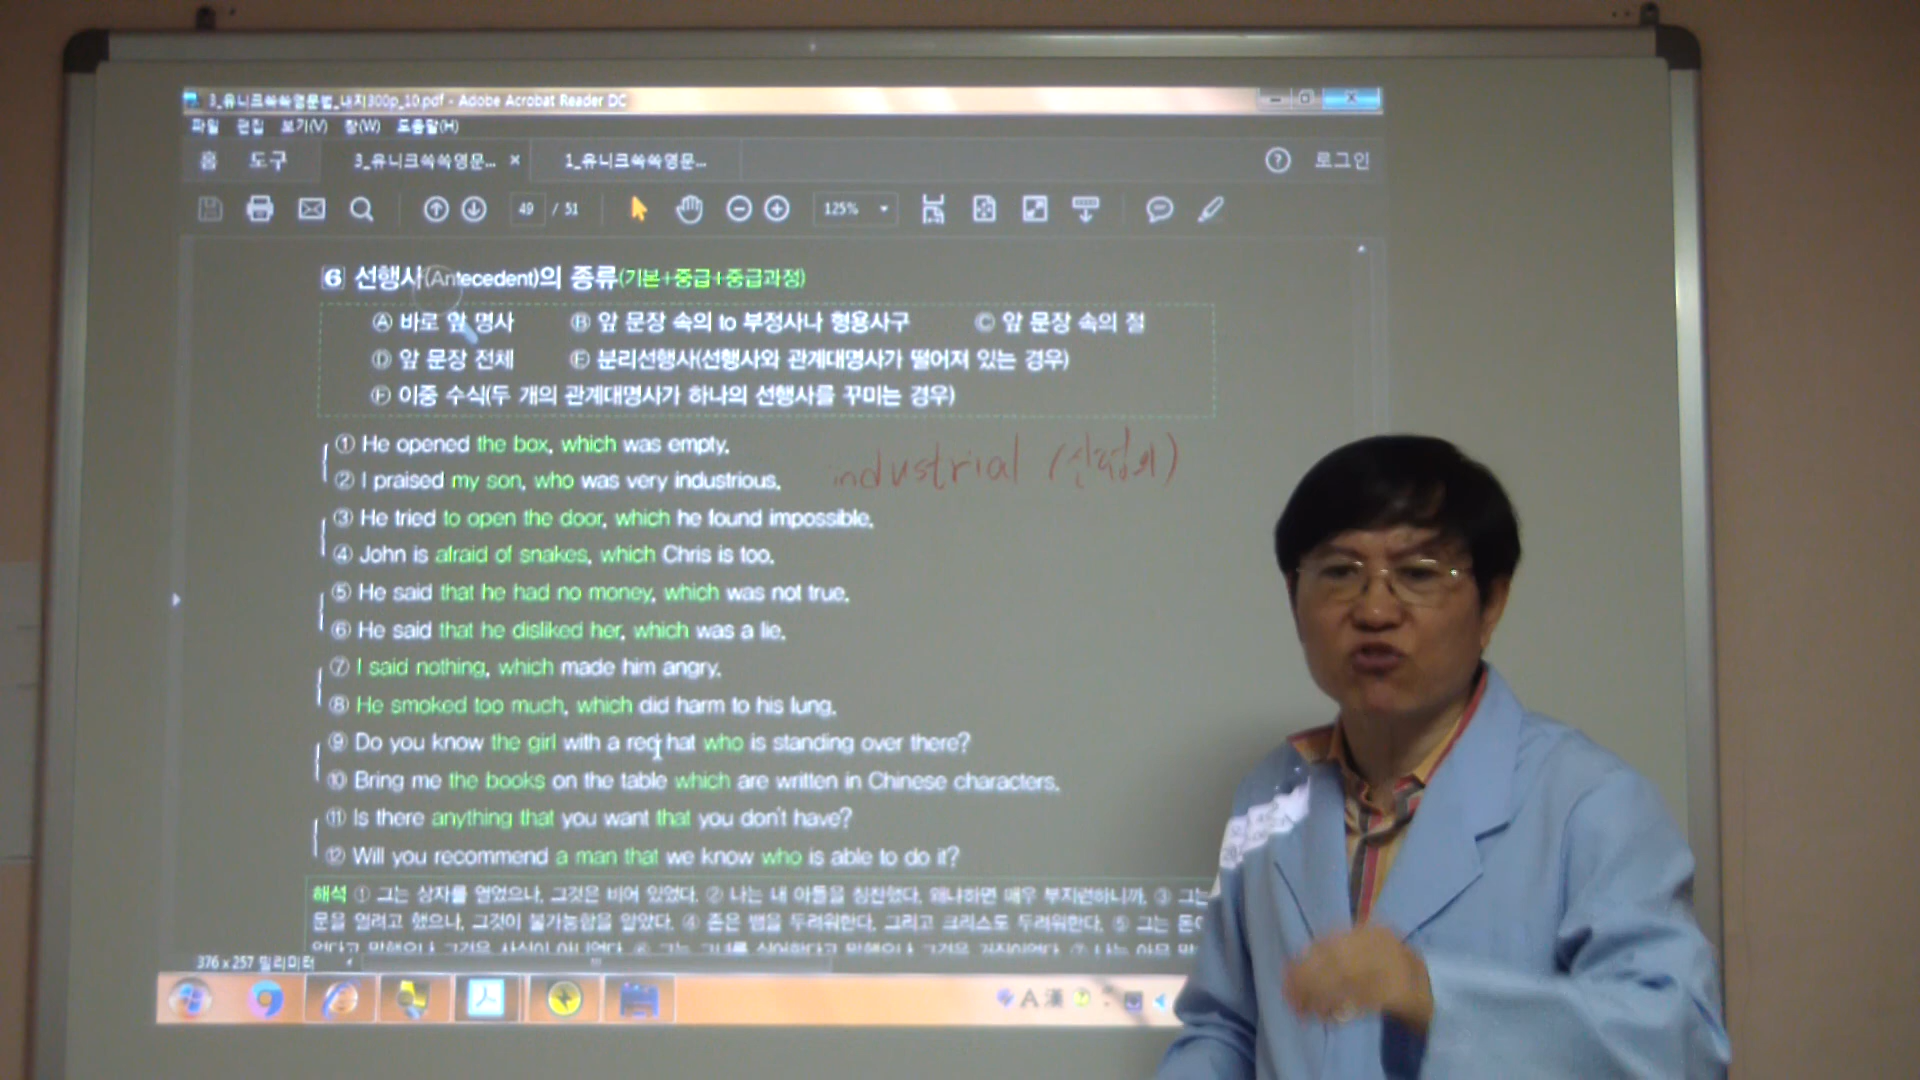 3_유니크쏙쏙영문법_내지300p_10.pdf - Adobe Acrobat Reader DC
파일 편집 보기(V) 창(W) 도움말(H)
홈 도구 3_유니크쏙쏙영문... × 1_유니크쏙쏙영문... ? 로그인
49 / 51 125%
6 선행사(Antecedent)의 종류(기본+중급+중급과정)
Ⓐ 바로 앞 명사 Ⓑ 앞 문장 속의 to 부정사나 형용사구 Ⓒ 앞 문장 속의 절
Ⓓ 앞 문장 전체 Ⓔ 분리선행사(선행사와 관계대명사가 떨어져 있는 경우)
Ⓕ 이중 수식(두 개의 관계대명사가 하나의 선행사를 꾸미는 경우)
① He opened the box, which was empty.
② I praised my son, who was very industrious.
industrial (산업의)
③ He tried to open the door, which he found impossible.
④ John is afraid of snakes, which Chris is too.
⑤ He said that he had no money, which was not true.
⑥ He said that he disliked her, which was a lie.
⑦ I said nothing, which made him angry.
⑧ He smoked too much, which did harm to his lung.
⑨ Do you know the girl with a red hat who is standing over there?
⑩ Bring me the books on the table which are written in Chinese characters.
⑪ Is there anything that you want that you don't have?
⑫ Will you recommend a man that we know who is able to do it?
해석 ① 그는 상자를 열었으나, 그것은 비어 있었다. ② 나는 내 아들을 칭찬했다. 왜냐하면 매우 부지런하니까. ③ 그는
문을 열려고 했으나, 그것이 불가능함을 알았다. ④ 존은 뱀을 두려워한다. 그리고 크리스도 두려워한다. ⑤ 그는 돈이
376 x 257 밀리미터
A 漢